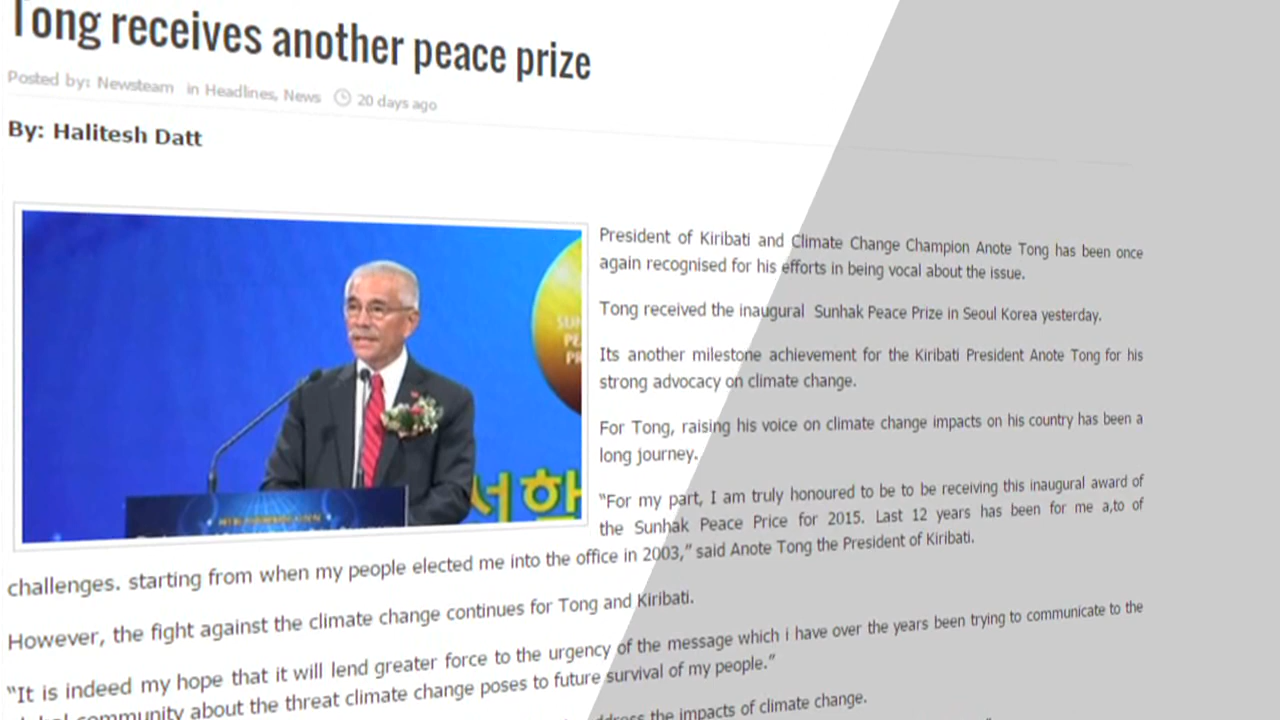 Tong receives another peace prize
Posted by: Newsteam in Headlines, News 20 days ago
By: Halitesh Datt
President of Kiribati and Climate Change Champion Anote Tong has been once
again recognised for his efforts in being vocal about the issue.
Tong received the inaugural Sunhak Peace Prize in Seoul Korea yesterday.
Its another milestone achievement for the Kiribati President Anote Tong for his
strong advocacy on climate change.
For Tong, raising his voice on climate change impacts on his country has been a
long journey.
“For my part, I am truly honoured to be to be receiving this inaugural award of
the Sunhak Peace Price for 2015. Last 12 years has been for me a,to of
challenges. starting from when my people elected me into the office in 2003,” said Anote Tong the President of Kiribati.
However, the fight against the climate change continues for Tong and Kiribati.
“It is indeed my hope that it will lend greater force to the urgency of the message which i have over the years been trying to communicate to the
community about the threat climate change poses to future survival of my people.”
the impacts of climate change.